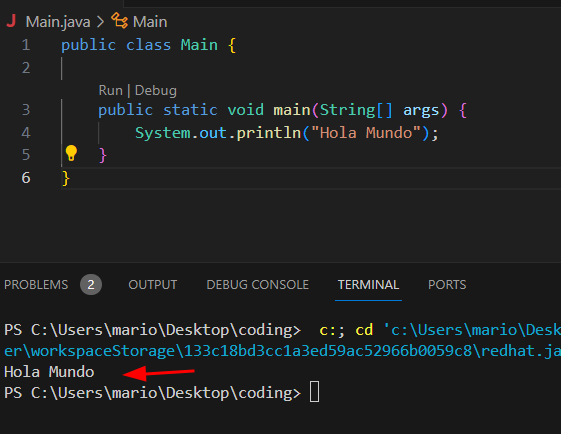 J Main.java > Main
1 public class Main {
2
Run | Debug
3 public static void main(String[] args) {
4 System.out.println("Hola Mundo");
5 }
6 }
PROBLEMS 2 OUTPUT DEBUG CONSOLE TERMINAL PORTS
PS C:\Users\mario\Desktop\coding> c:; cd 'c:\Users\mario\Desk
er\workspaceStorage\133c18bd3cc1a3ed59ac52966b0059c8\redhat.ja
Hola Mundo
PS C:\Users\mario\Desktop\coding>